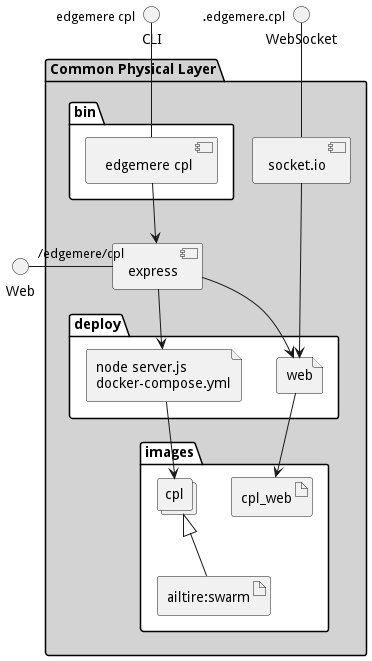 edgemere cpl
.edgemere.cpl
CLI
WebSocket
Common Physical Layer
bin
edgemere cpl
socket.io
/edgemere/cpl
express
Web
deploy
node server.js
docker-compose.yml
web
images
cpl
cpl_web
ailtire:swarm